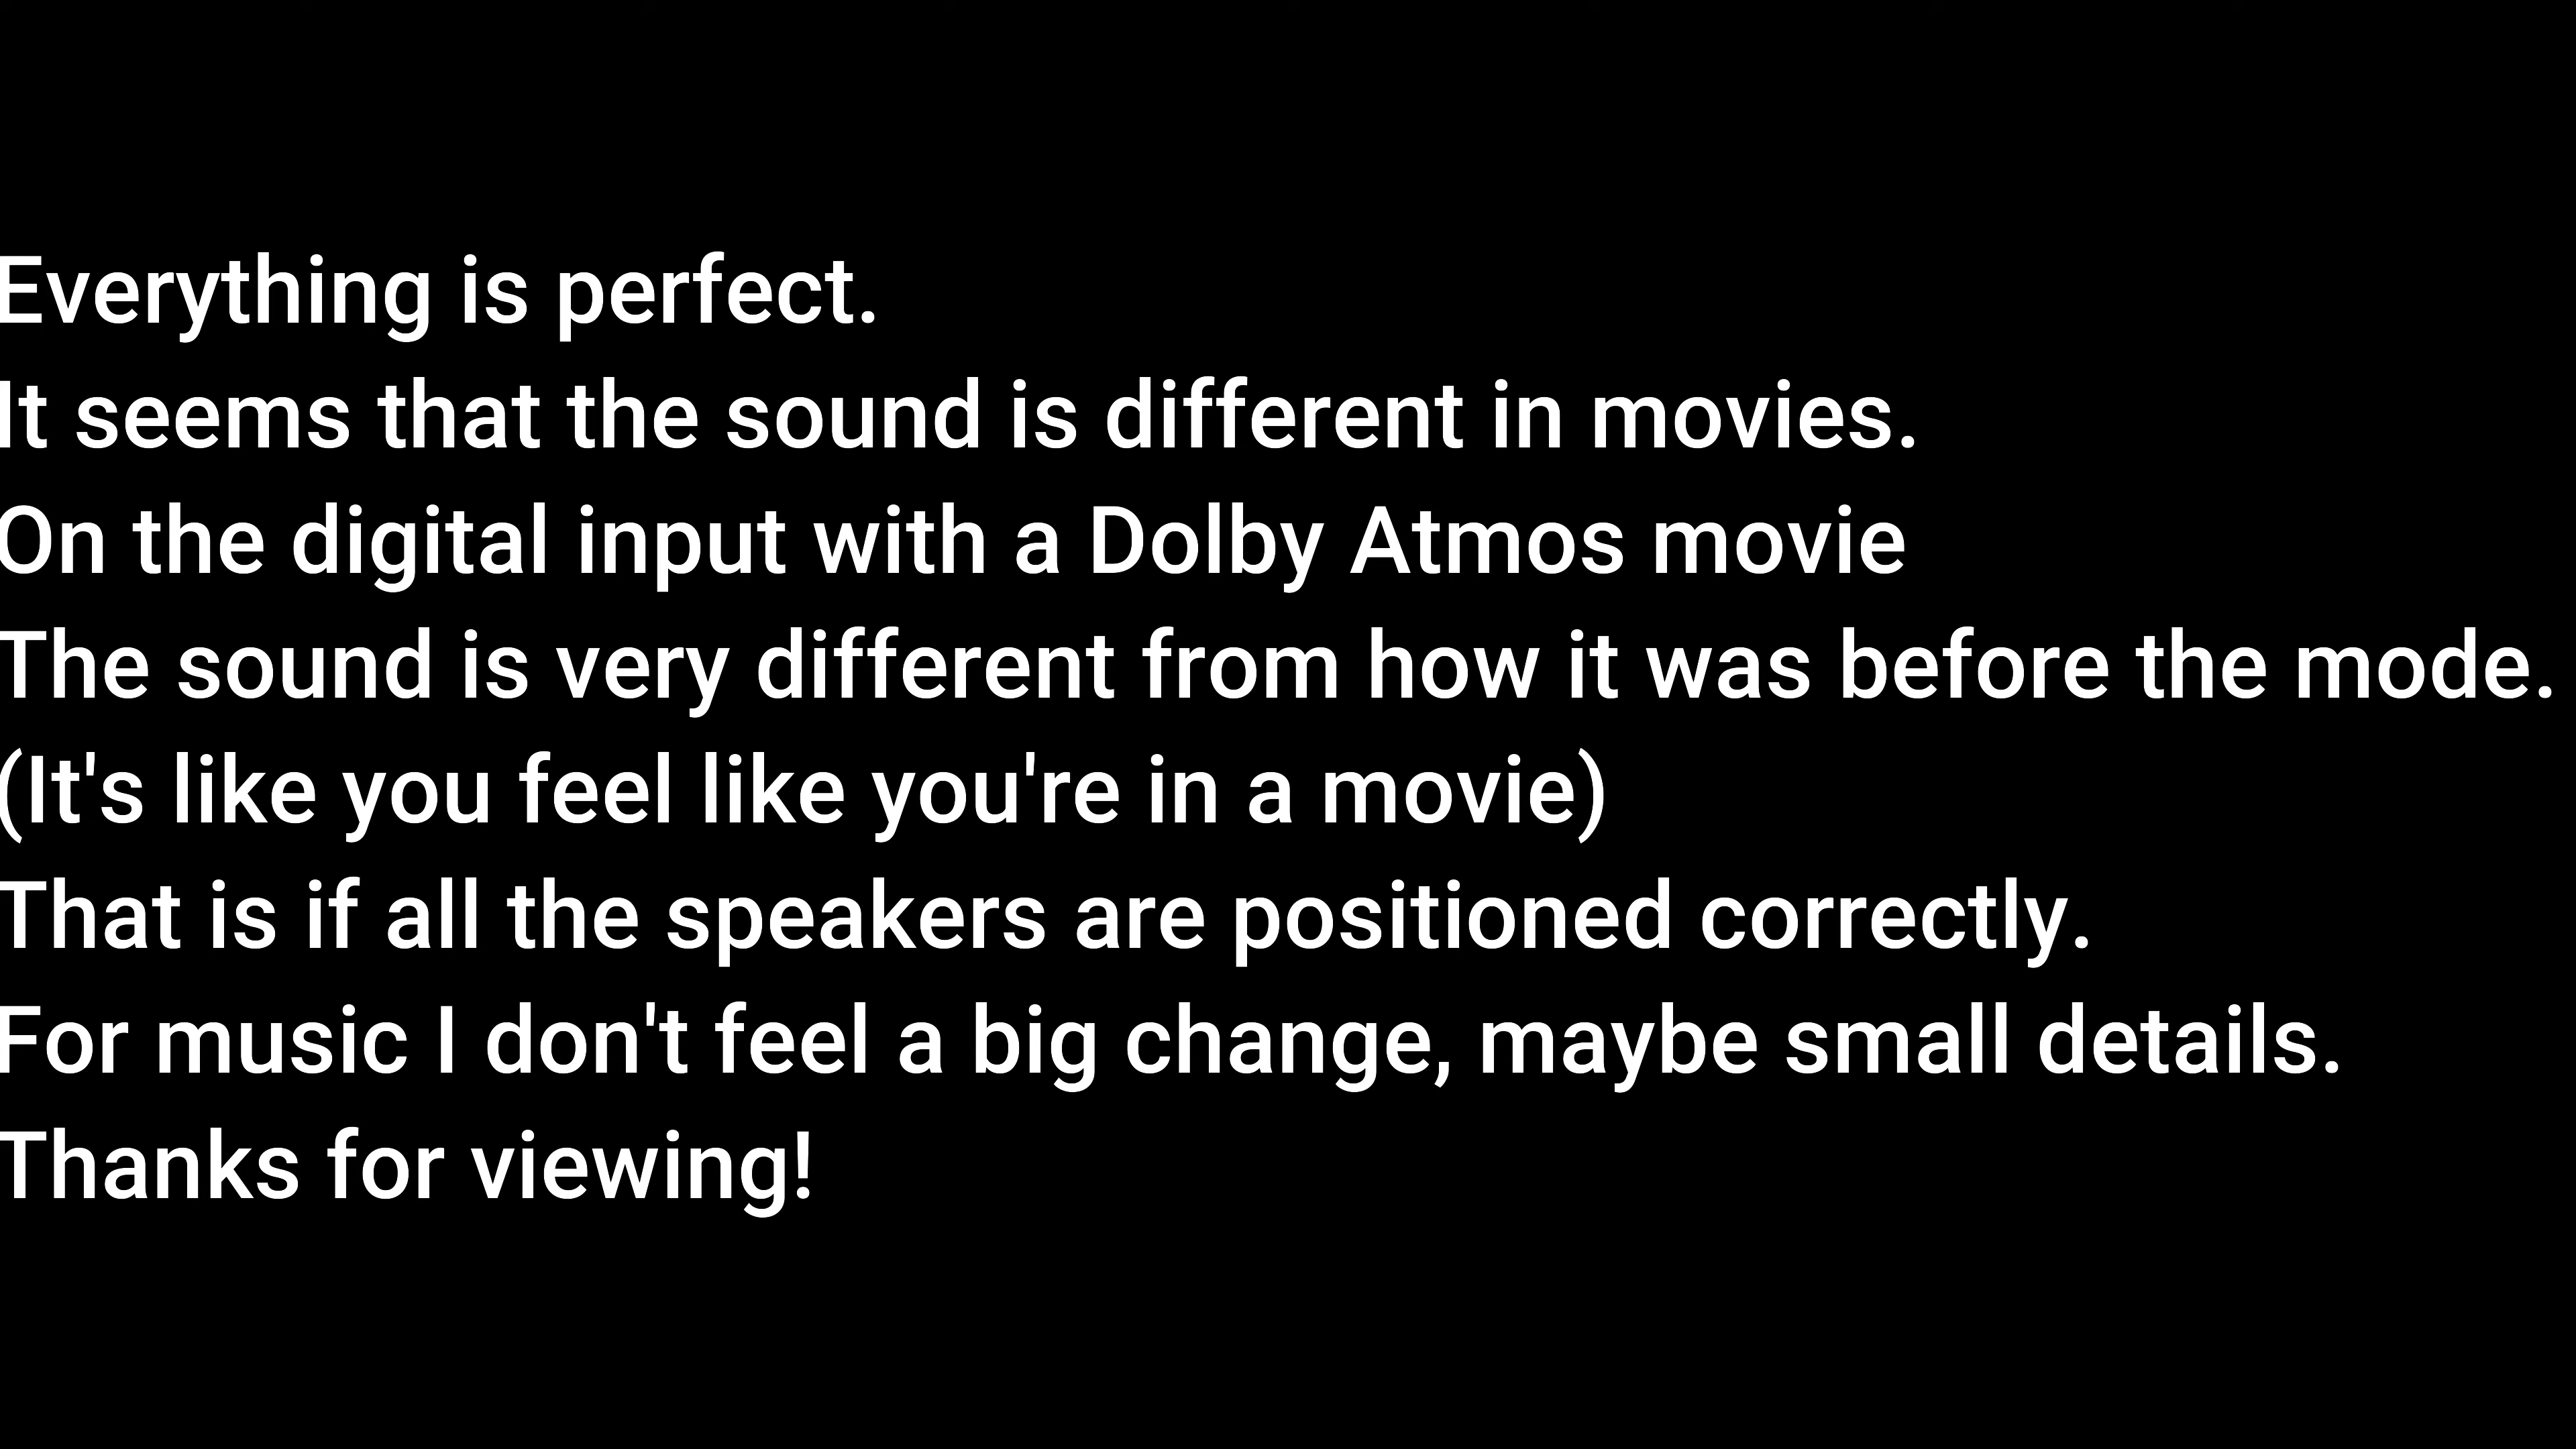 Everything is perfect.
It seems that the sound is different in movies.
On the digital input with a Dolby Atmos movie
The sound is very different from how it was before the mode.
(It's like you feel like you're in a movie)
That is if all the speakers are positioned correctly.
For music I don't feel a big change, maybe small details.
Thanks for viewing!